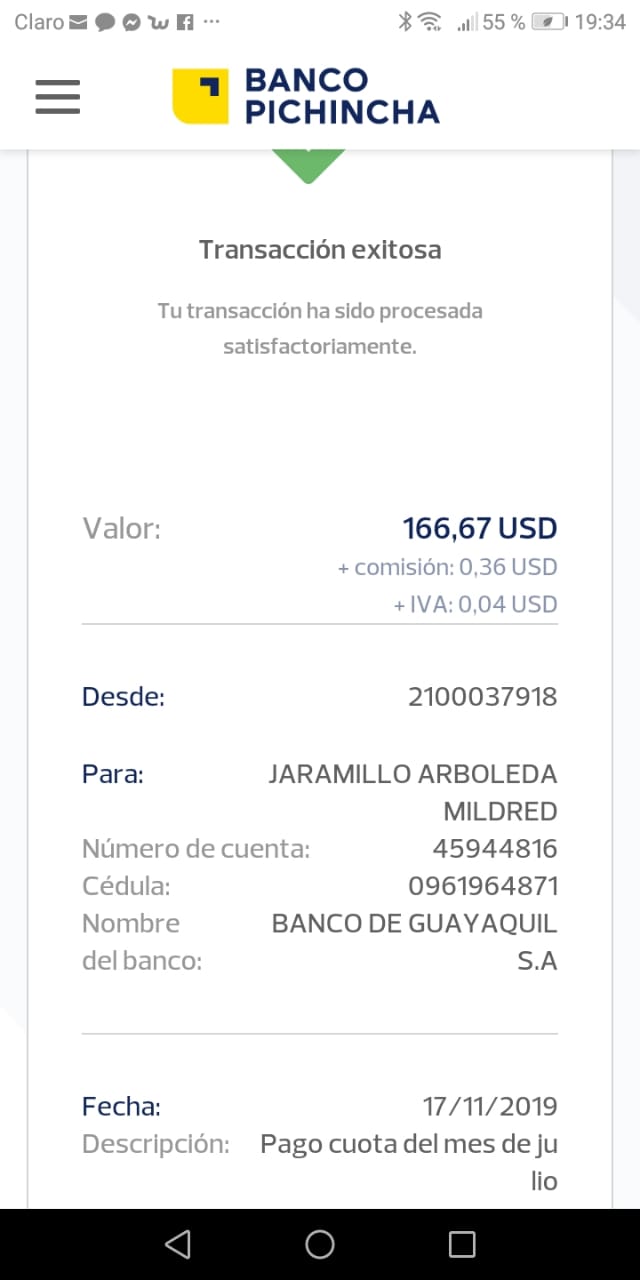 Claro ··· 55 % 19:34
BANCO
PICHINCHA
Transacción exitosa
Tu transacción ha sido procesada
satisfactoriamente.
Valor: 166,67 USD
+ comisión: 0,36 USD
+ IVA: 0,04 USD
Desde: 2100037918
Para: JARAMILLO ARBOLEDA
MILDRED
Número de cuenta: 45944816
Cédula: 0961964871
Nombre BANCO DE GUAYAQUIL
del banco: S.A
Fecha: 17/11/2019
Descripción: Pago cuota del mes de ju
lio